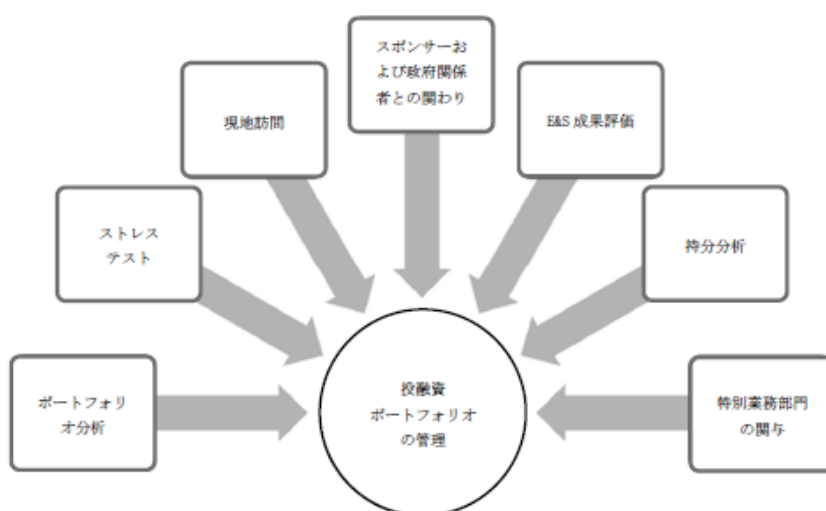 スポンサーお
よび政府関係
者との関わり
現地訪問
E&S 成果評価
ストレス
テスト
持分分析
ポートフォリ
オ分析
投融資
ポートフォリオ
の管理
特別業務部門
の関与